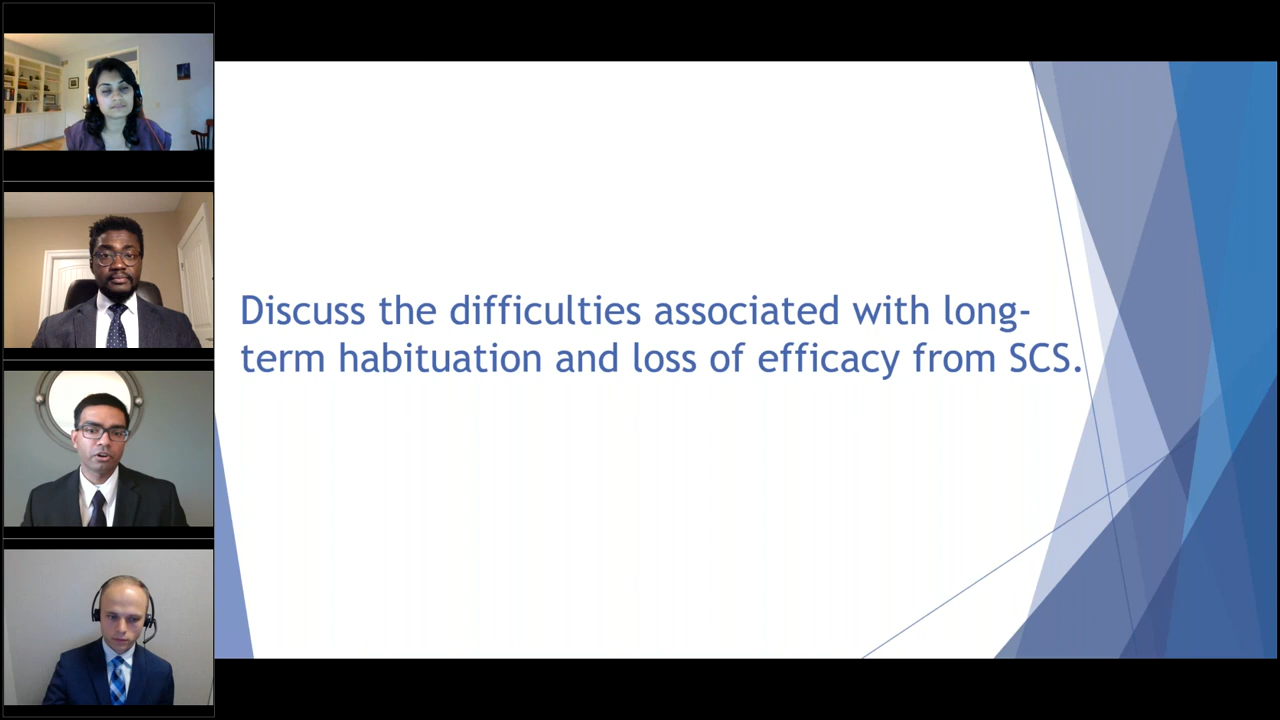 Discuss the difficulties associated with long-
term habituation and loss of efficacy from SCS.